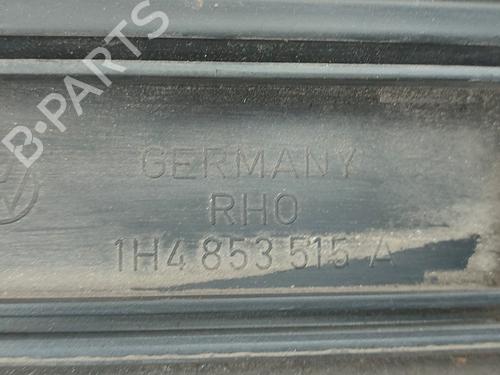 B-PARTS
GERMANY
RHO
1H4 853 515 A